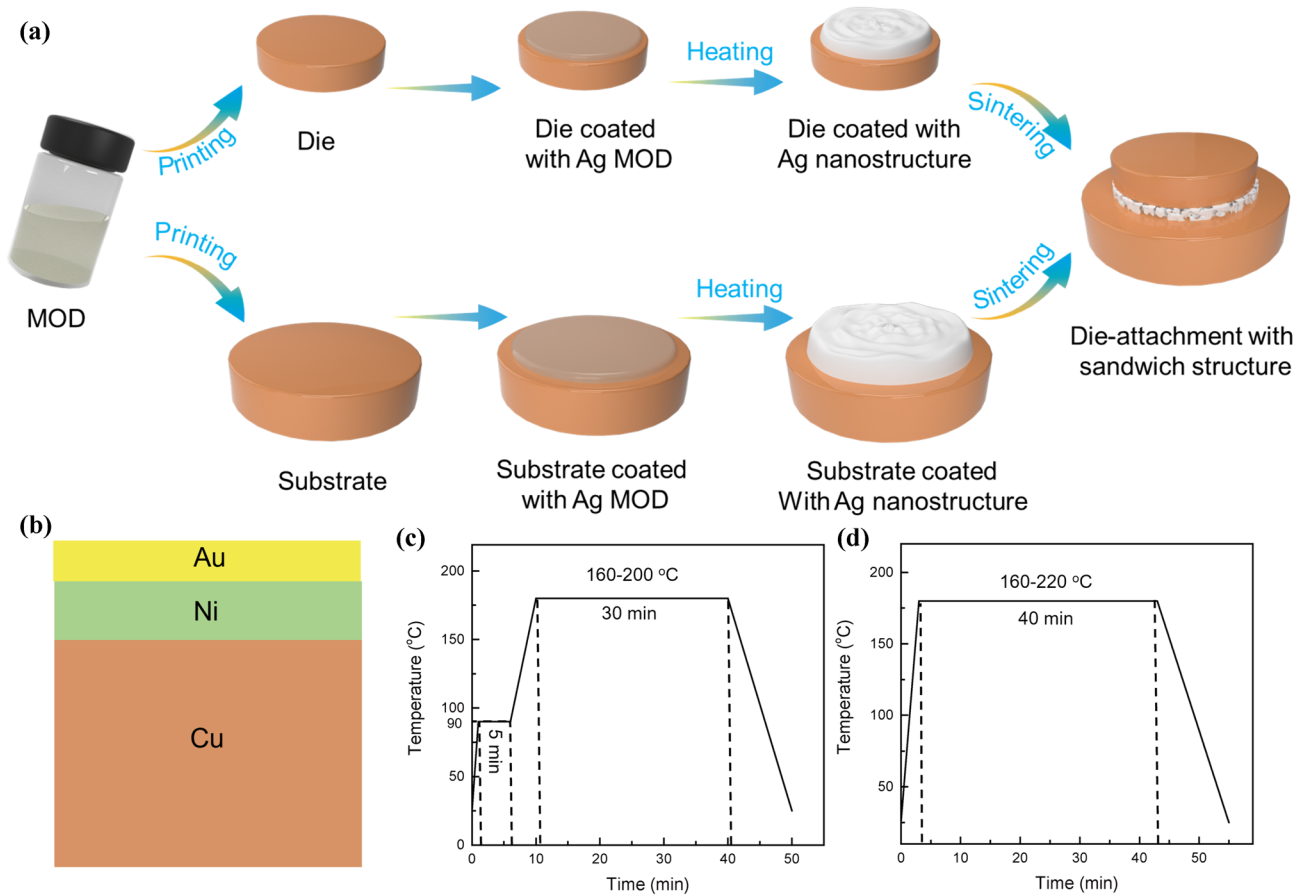 (a)
Printing
Die
Die coated
with Ag MOD
Heating
Die coated with
Ag nanostructure
Sintering
MOD
Printing
Substrate
Substrate coated
with Ag MOD
Heating
Substrate coated
With Ag nanostructure
Sintering
Die-attachment with
sandwich structure
(b)
Au
Ni
Cu
(c)
Temperature (°C)
200
150
100
90
50
0
160-200 °C
30 min
5 min
0 10 20 30 40 50
Time (min)
(d)
Temperature (°C)
200
150
100
50
160-220 °C
40 min
0 10 20 30 40 50
Time (min)